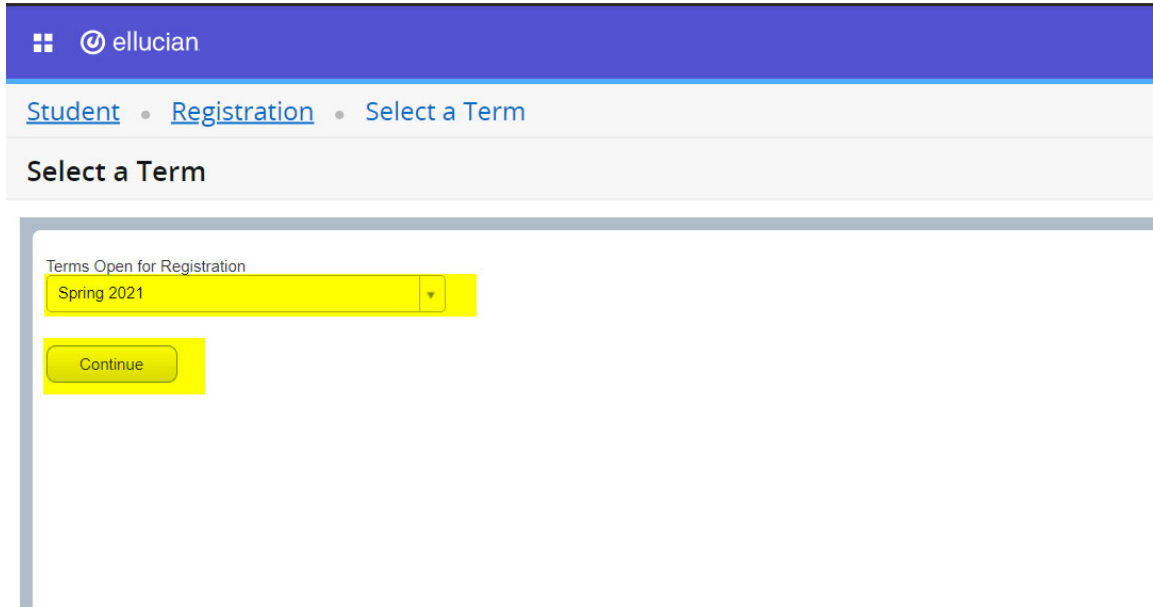 ellucian
Student • Registration • Select a Term
Select a Term
Terms Open for Registration
Spring 2021
Continue